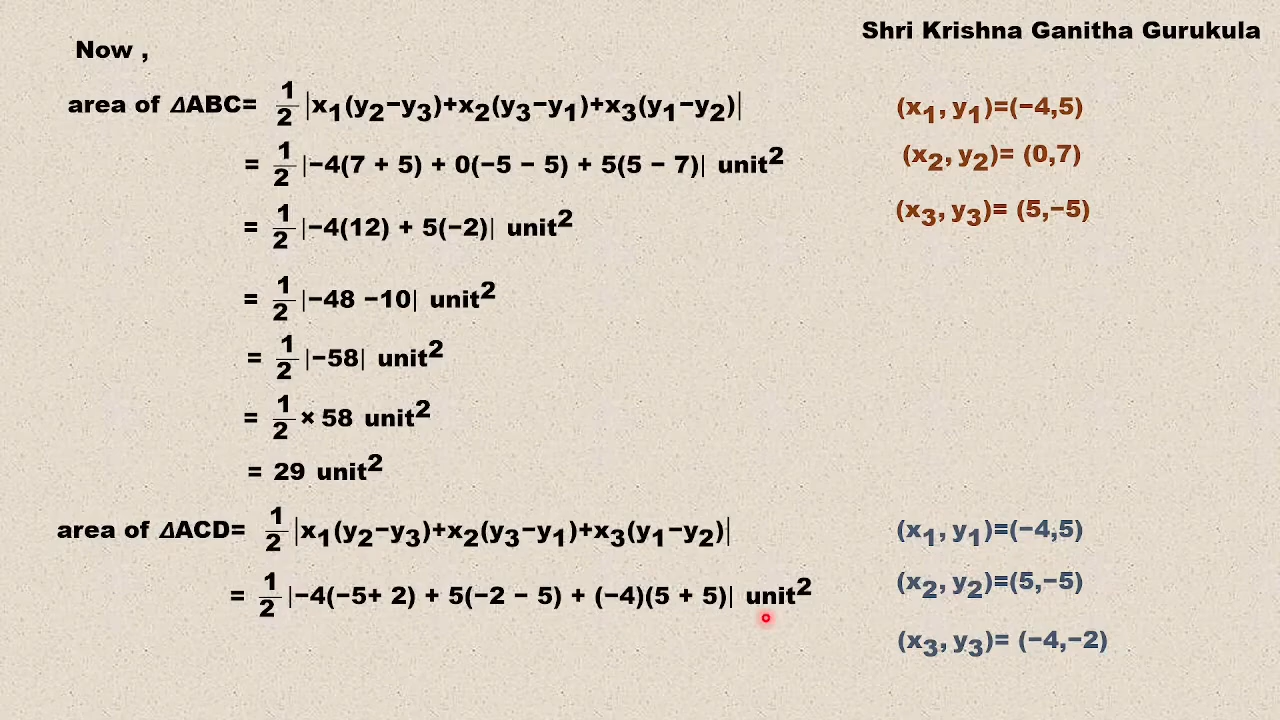 Shri Krishna Ganitha Gurukula
Now ,
area of ΔABC= 1/2 |x₁(y₂−y₃)+x₂(y₃−y₁)+x₃(y₁−y₂)|
(x₁, y₁)=(−4,5)
= 1/2 |−4(7 + 5) + 0(−5 − 5) + 5(5 − 7)| unit²
(x₂, y₂)= (0,7)
= 1/2 |−4(12) + 5(−2)| unit²
(x₃, y₃)= (5,−5)
= 1/2 |−48 −10| unit²
= 1/2 |−58| unit²
= 1/2 × 58 unit²
= 29 unit²
area of ΔACD= 1/2 |x₁(y₂−y₃)+x₂(y₃−y₁)+x₃(y₁−y₂)|
(x₁, y₁)=(−4,5)
= 1/2 |−4(−5+ 2) + 5(−2 − 5) + (−4)(5 + 5)| unit²
(x₂, y₂)=(5,−5)
(x₃, y₃)= (−4,−2)